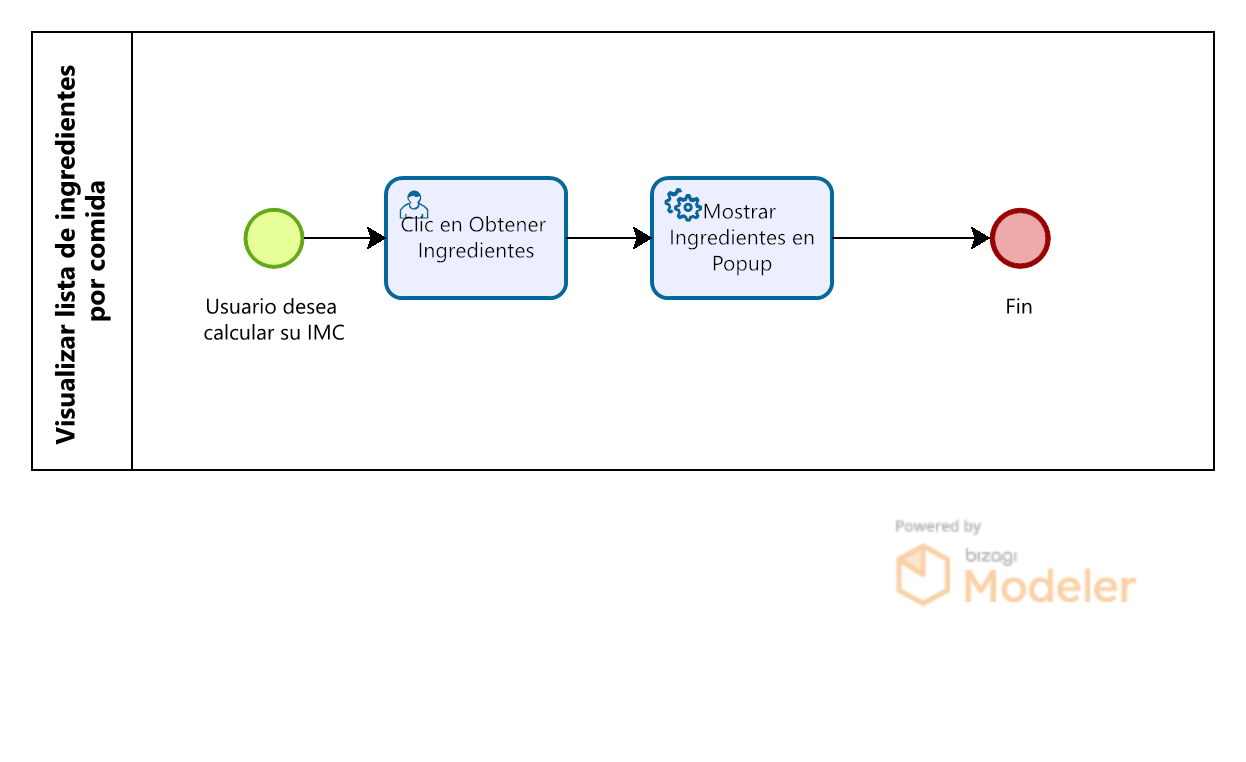 Visualizar lista de ingredientes
por comida
Usuario desea
calcular su IMC
Clic en Obtener
Ingredientes
Mostrar
Ingredientes en
Popup
Fin
Powered by
bizagi
Modeler